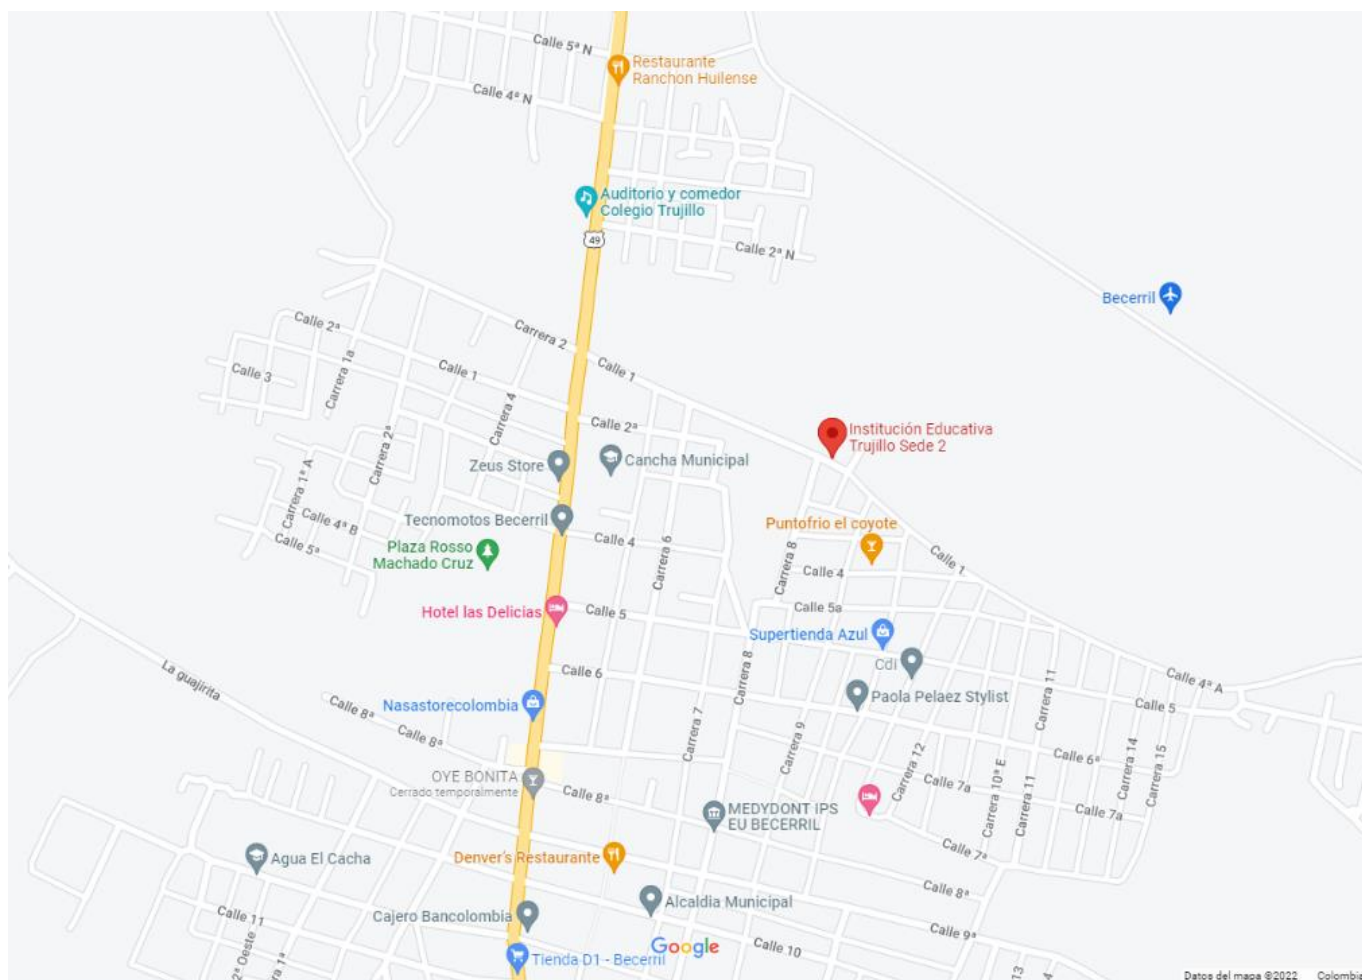 Calle 5ª N
Restaurante
Ranchon Huilense
Calle 4ª N
Auditorio y comedor
Colegio Trujillo
49
Calle 2ª N
Becerril
Calle 2ª
Carrera 2
Calle 1
Carrera 1a
Calle 1
Calle 3
Carrera 4
Calle 2ª
Institución Educativa
Trujillo Sede 2
Carrera 2ª
Zeus Store
Cancha Municipal
Carrera 1ª A
Calle 4ª B
Tecnomotos Becerril
Puntofrio el coyote
Calle 5ª
Plaza Rosso
Machado Cruz
Calle 4
Carrera 6
Carrera 8
Calle 1
Calle 4
Hotel las Delicias
Calle 5
Calle 5a
Supertienda Azul
Cdi
La guajirita
Calle 6
Carrera 8
Paola Pelaez Stylist
Carrera 11
Calle 4ª A
Calle 5
Nasastorecolombia
Calle 8ª
Calle 8ª
Carrera 7
Carrera 9
Carrera 12
Calle 6ª
Carrera 14
Carrera 15
OYE BONITA
Cerrado temporalmente
Calle 8ª
Calle 7a
Carrera 10ª E
Carrera 11
Calle 7a
MEDYDONT IPS
EU BECERRIL
Agua El Cacha
Denver's Restaurante
Calle 7ª
Calle 8ª
Alcaldia Municipal
Calle 11
Cajero Bancolombia
Calle 9ª
Google
Calle 10
2ª Oeste
1ª
Tienda D1 - Becerril
13
14
Datos del mapa ©2022
Colombia